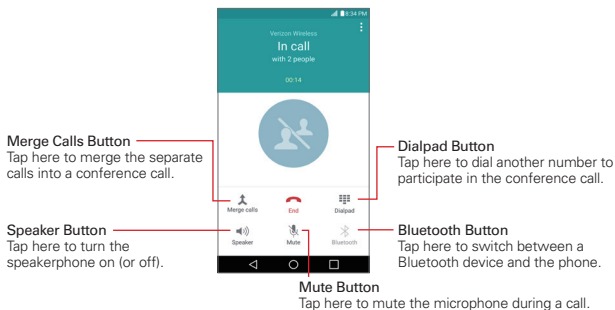 8:34 PM
Verizon Wireless
In call
with 2 people
00:14
Merge Calls Button
Tap here to merge the separate
calls into a conference call.
Dialpad Button
Tap here to dial another number to
participate in the conference call.
Merge calls
End
Dialpad
Speaker Button
Tap here to turn the
speakerphone on (or off).
Bluetooth Button
Tap here to switch between a
Bluetooth device and the phone.
Speaker
Mute
Bluetooth
Mute Button
Tap here to mute the microphone during a call.